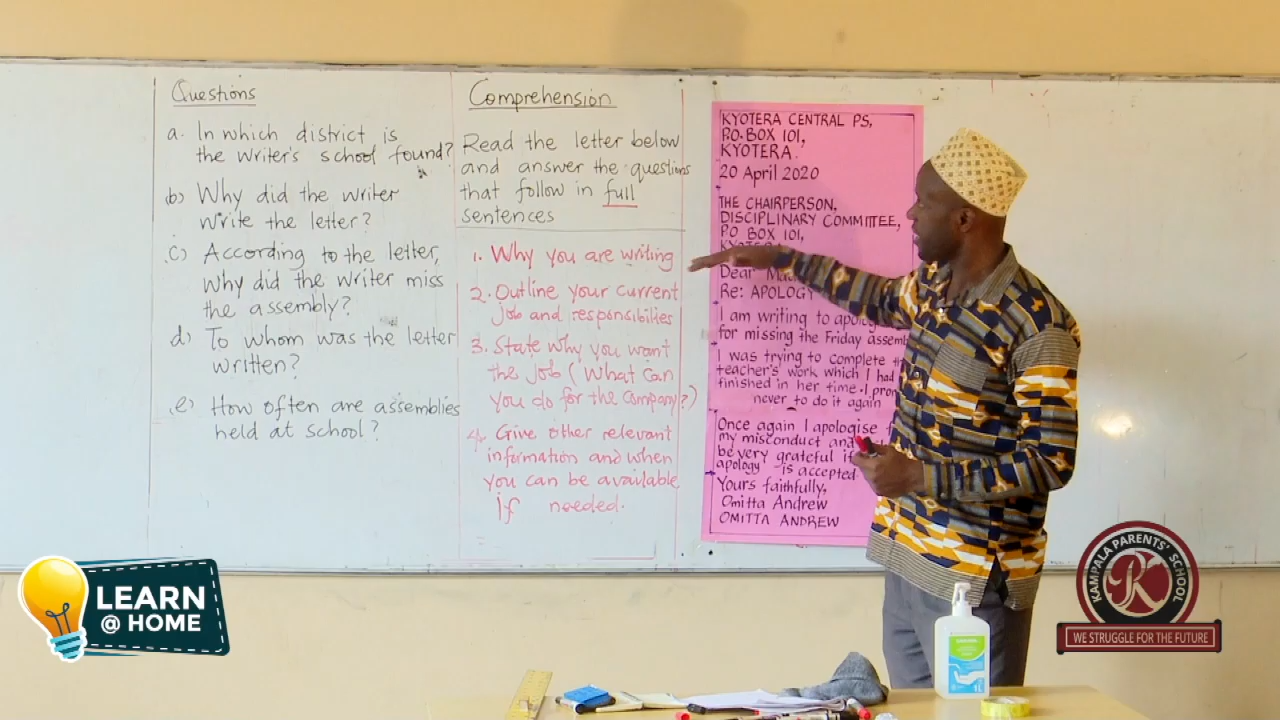 Questions
a. In which district is
the writer's school found?
b) Why did the writer
write the letter?
c) According to the letter,
why did the writer miss
the assembly?
d) To whom was the letter
written?
e) How often are assemblies
held at school?
Comprehension
Read the letter below
and answer the questions
that follow in full
sentences
1. Why you are writing
2. Outline your current
job and responsibilies
3. State why you want
the job (What can
you do for the company?)
4. Give other relevant
information and when
you can be available
if needed.
KYOTERA CENTRAL PS,
P.O. BOX 101,
KYOTERA.
20 April 2020
THE CHAIRPERSON,
DISCIPLINARY COMMITTEE,
PO BOX 101,
Dear
Re: APOLOGY
I am writing to
for missing the Friday
I was trying to complete
teacher's work which I had
finished in her time. I
never to do it again
Once again I apologise
my misconduct and
be very grateful if
apology is accepted
Yours faithfully,
Omitta Andrew
OMITTA ANDREW
LEARN
@ HOME
KAMPALA PARENTS' SCHOOL
WE STRUGGLE FOR THE FUTURE